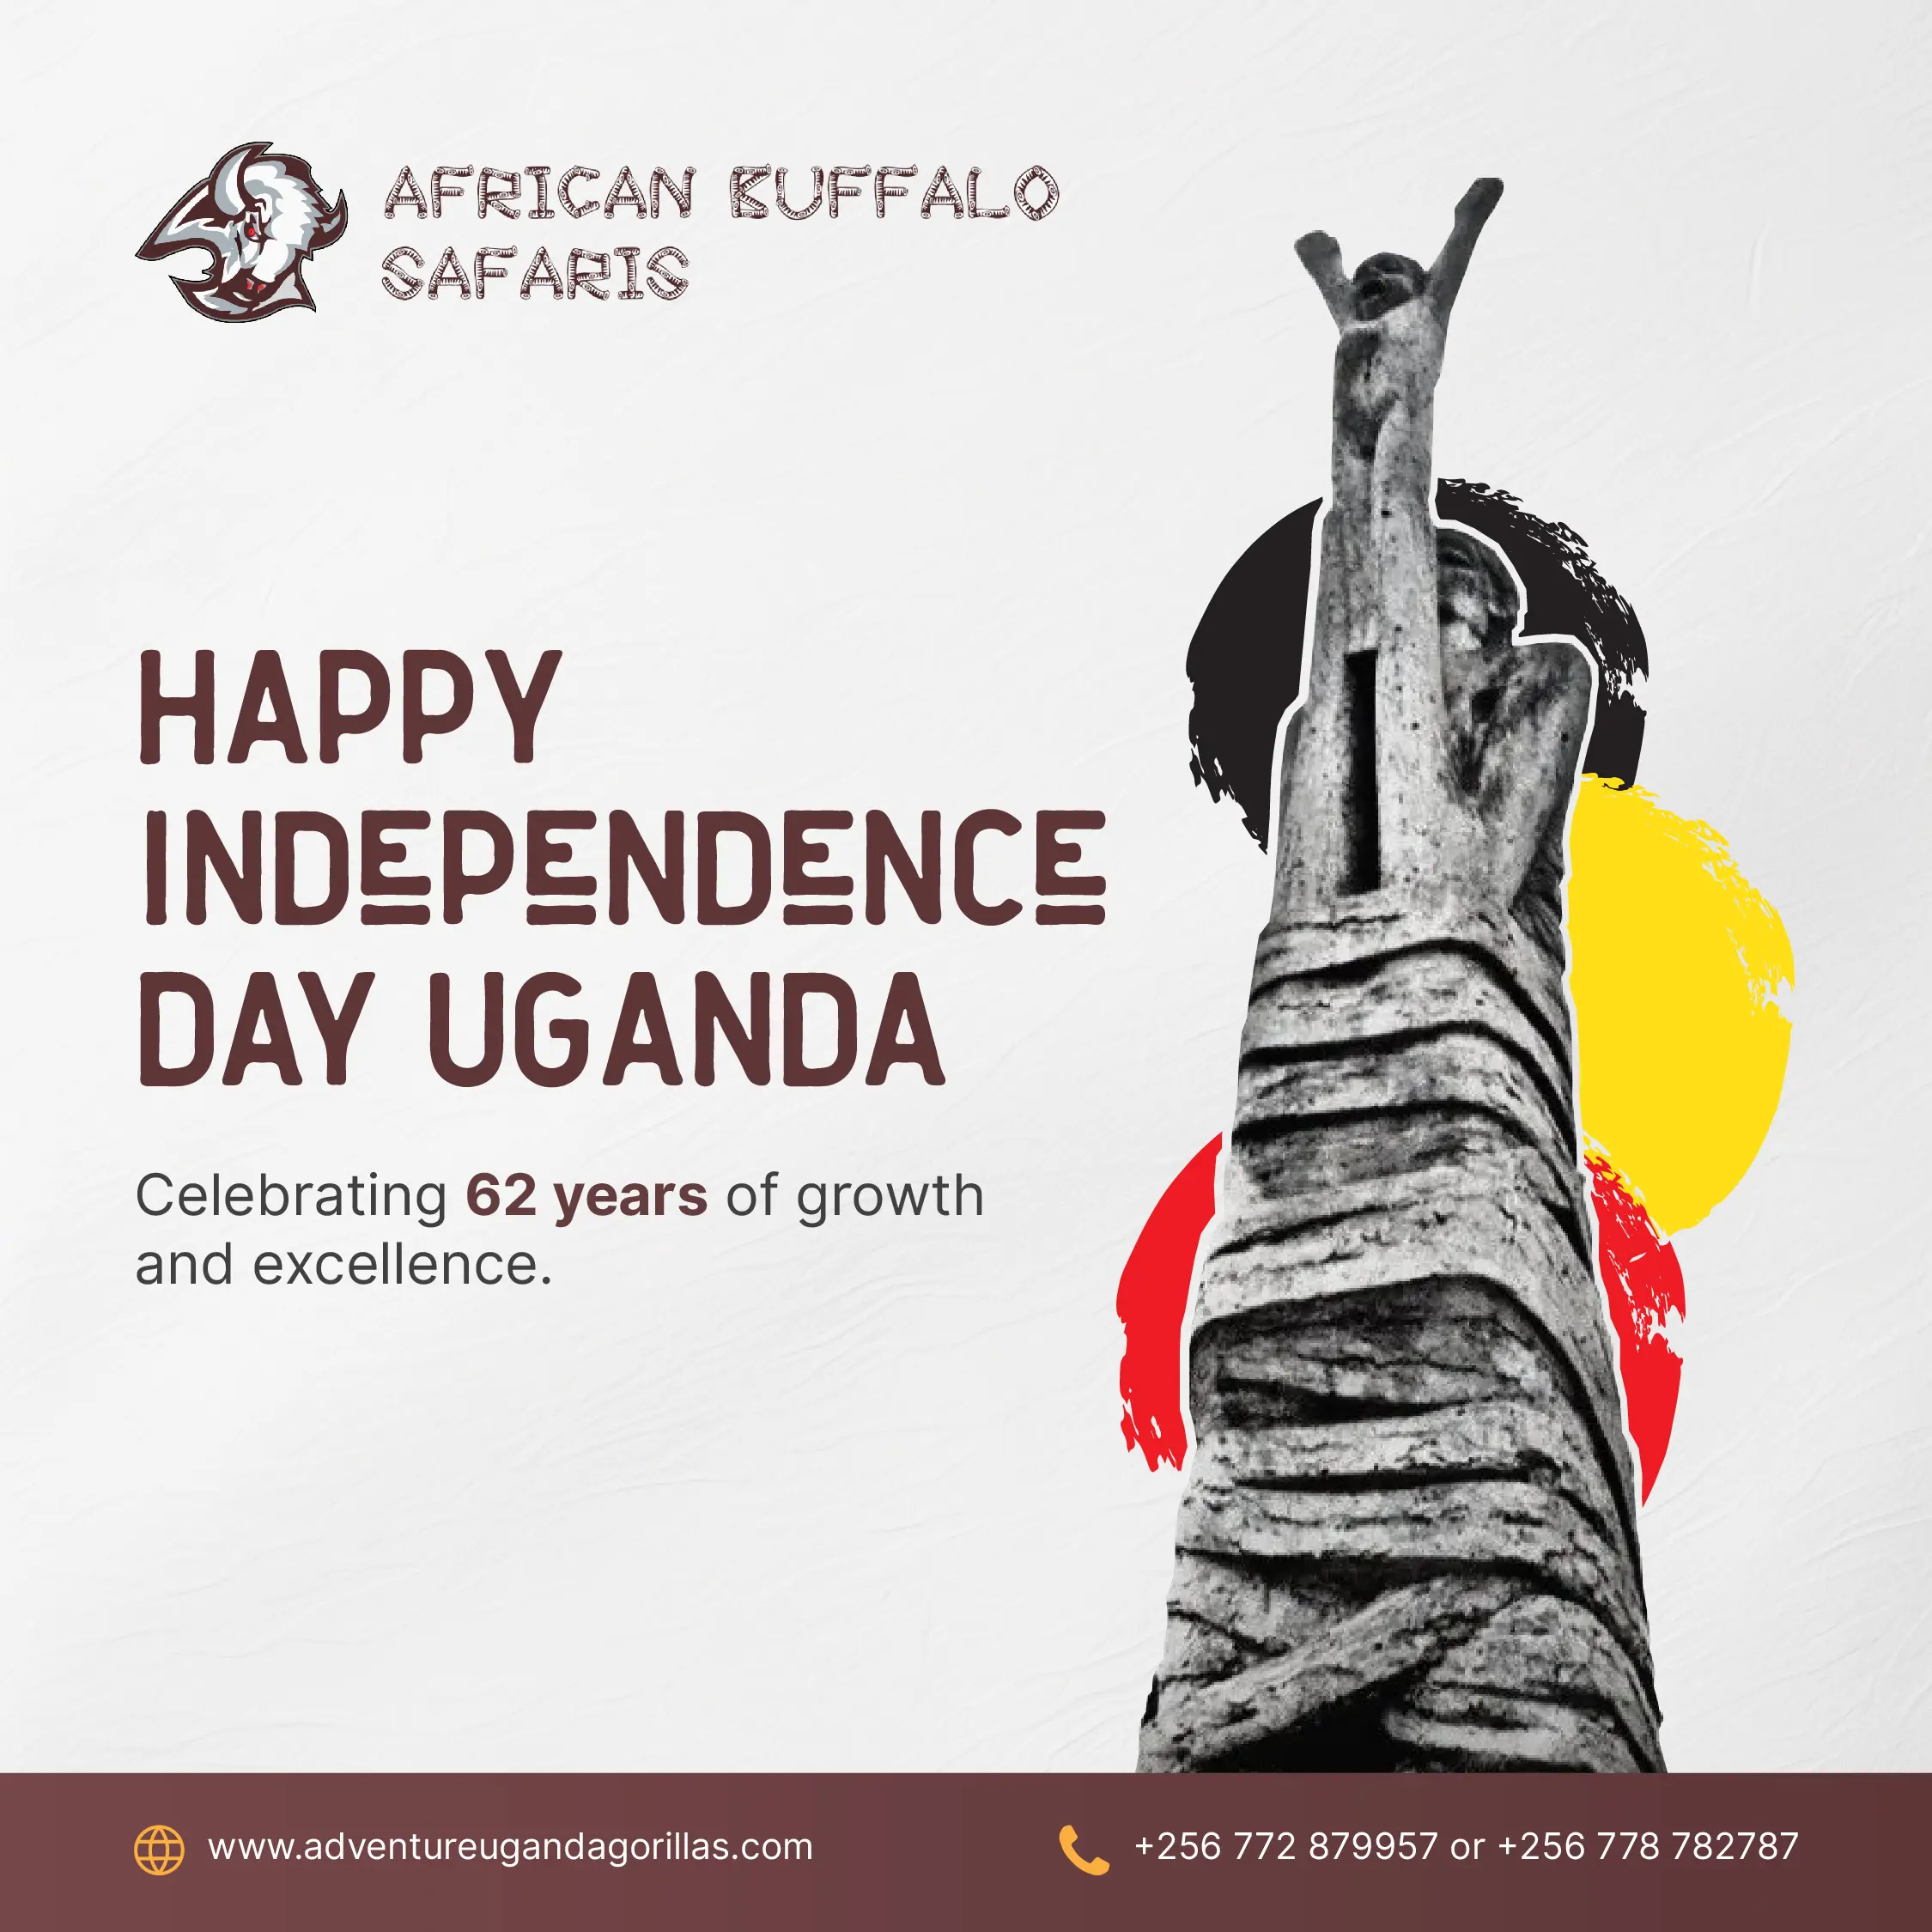 AFRICAN BUFFALO
SAFARIS
HAPPY
INDEPENDENCE
DAY UGANDA
Celebrating 62 years of growth
and excellence.
www.adventureugandagorillas.com
+256 772 879957 or +256 778 782787